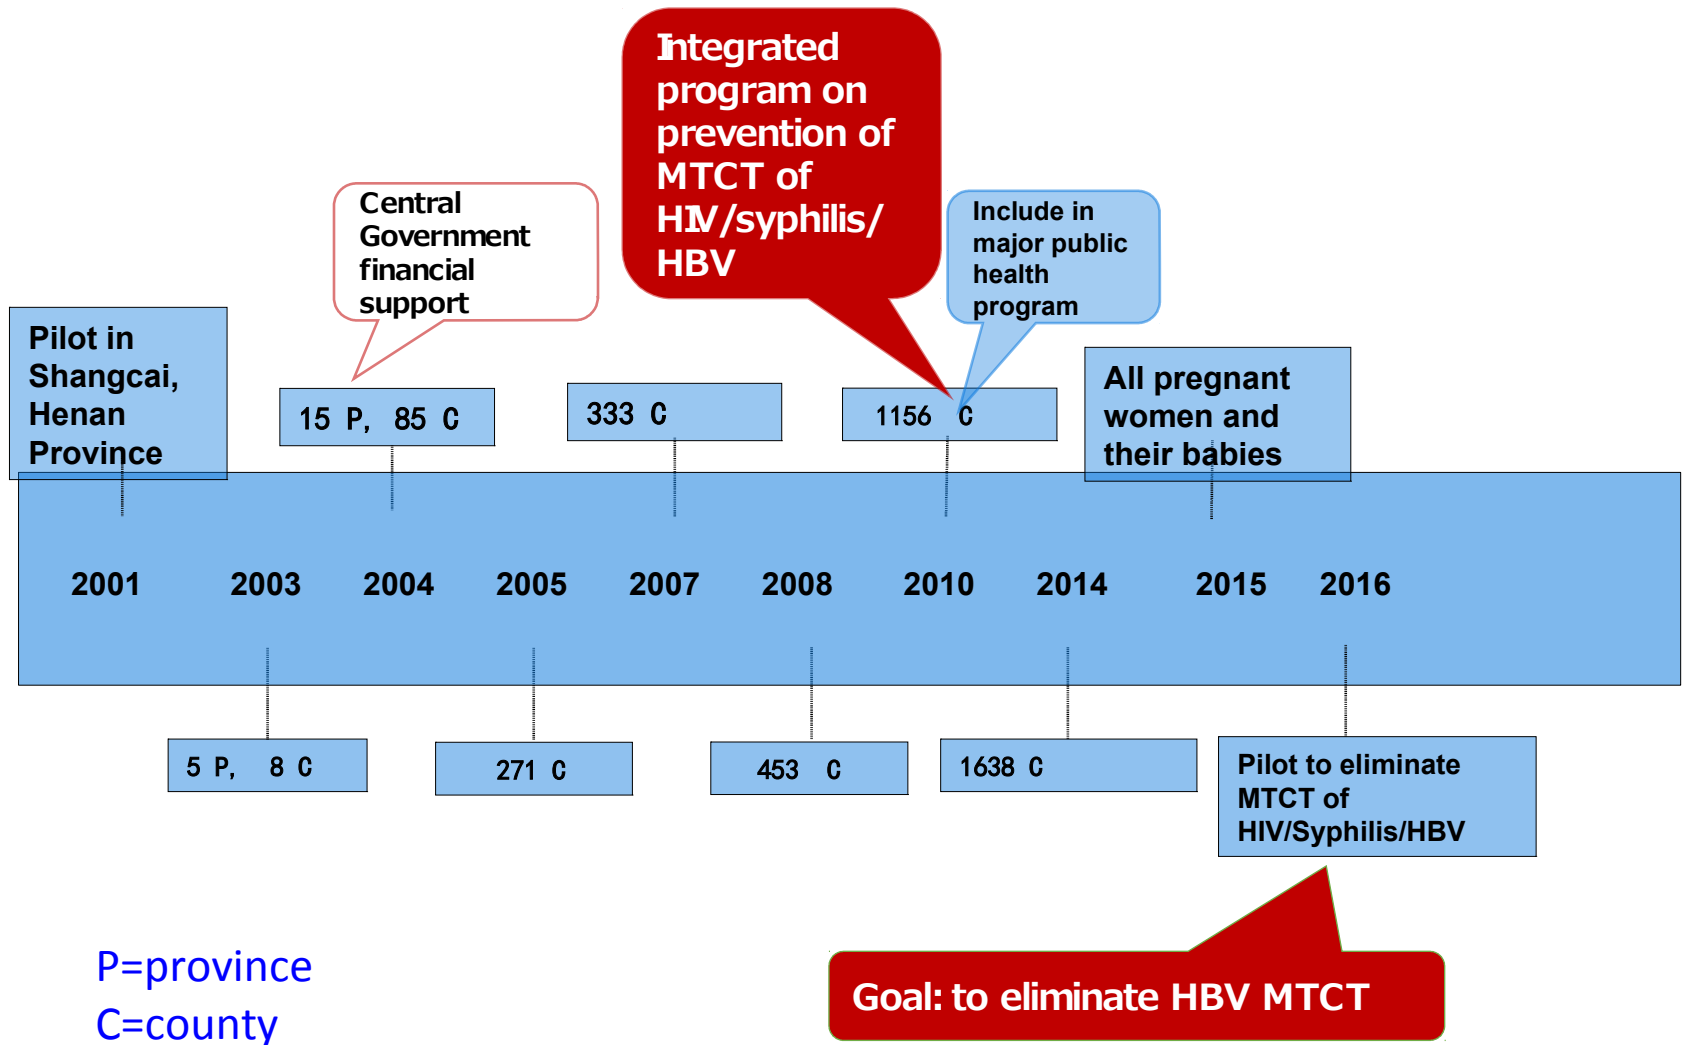 Integrated
program on
prevention of
MTCT of
HIV/syphilis/
HBV
Central
Government
financial
support
Include in
major public
health
program
Pilot in
Shangcai,
Henan
Province
15 P, 85 C
333 C
1156 C
All pregnant
women and
their babies
2001 2003 2004 2005 2007 2008 2010 2014 2015 2016
5 P, 8 C
271 C
453 C
1638 C
Pilot to eliminate
MTCT of
HIV/Syphilis/HBV
P=province
C=county
Goal: to eliminate HBV MTCT